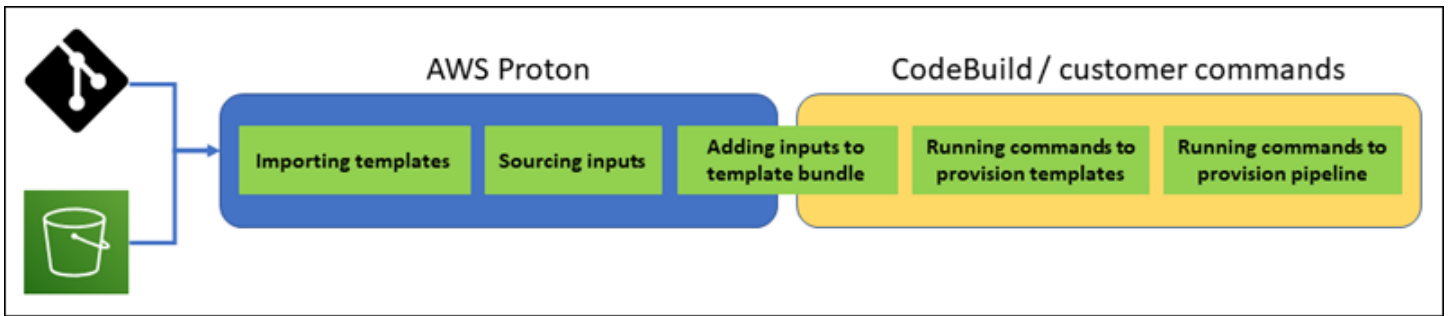 AWS Proton
CodeBuild / customer commands
Importing templates
Sourcing inputs
Adding inputs to
template bundle
Running commands to
provision templates
Running commands to
provision pipeline